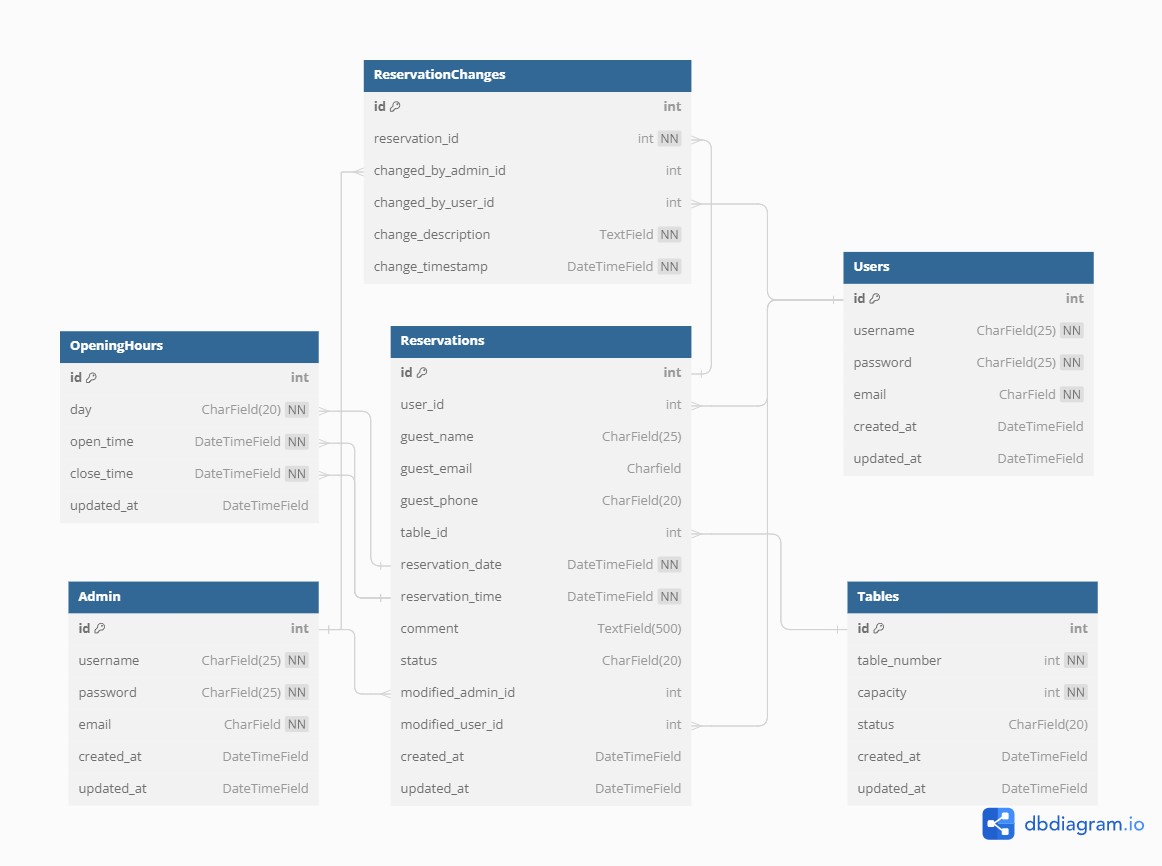 ReservationChanges
id int
reservation_id int NN
changed_by_admin_id int
changed_by_user_id int
change_description TextField NN
change_timestamp DateTimeField NN
Users
id int
username CharField(25) NN
password CharField(25) NN
email CharField NN
created_at DateTimeField
updated_at DateTimeField
OpeningHours
id int
day CharField(20) NN
open_time DateTimeField NN
close_time DateTimeField NN
updated_at DateTimeField
Reservations
id int
user_id int
guest_name CharField(25)
guest_email Charfield
guest_phone CharField(20)
table_id int
reservation_date DateTimeField NN
reservation_time DateTimeField NN
comment TextField(500)
status CharField(20)
modified_admin_id int
modified_user_id int
created_at DateTimeField
updated_at DateTimeField
Admin
id int
username CharField(25) NN
password CharField(25) NN
email CharField NN
created_at DateTimeField
updated_at DateTimeField
Tables
id int
table_number int NN
capacity int NN
status CharField(20)
created_at DateTimeField
updated_at DateTimeField
dbdiagram.io